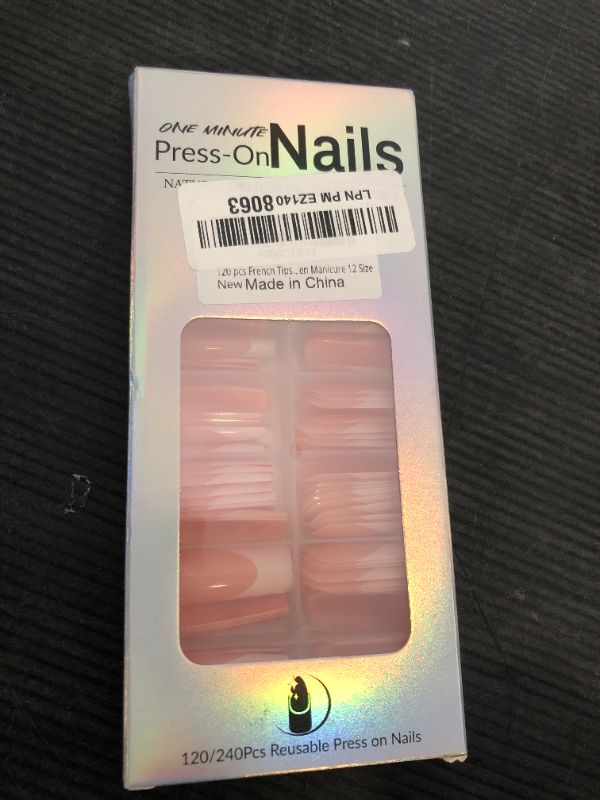 ONE MINUTE
Press-On Nails
LPN PM EZ140 8063
120 pcs French Tips...en Manicure 12 Size
New Made in China
120/240Pcs Reusable Press on Nails